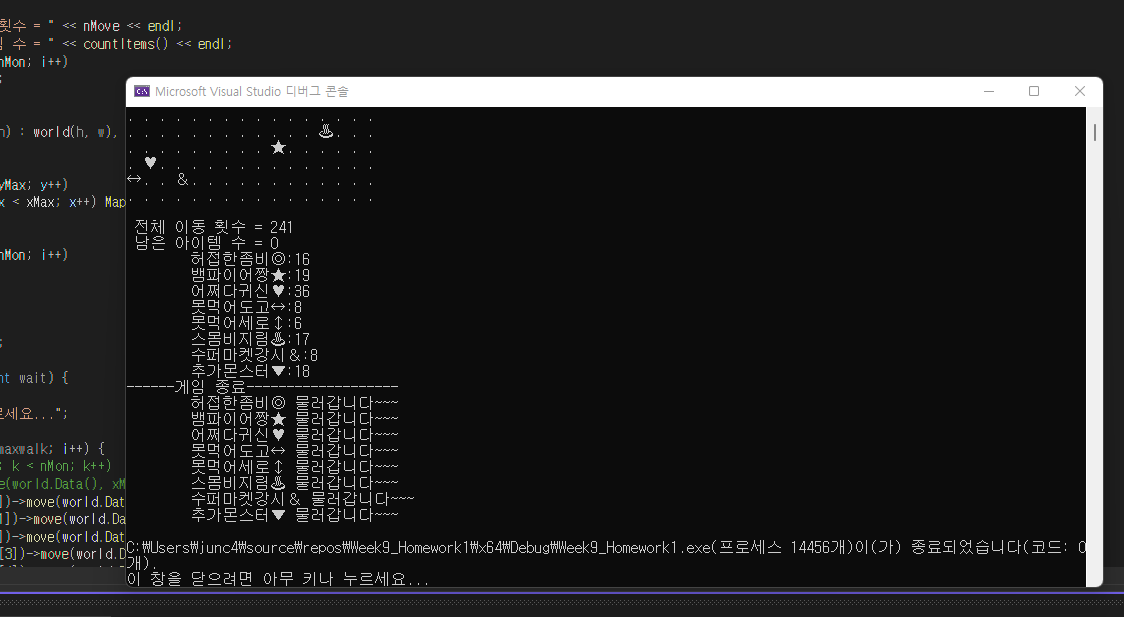 횟수 = " << nMove << endl;
수 = " << countItems() << endl;
nMon; i++)
;
n) : world(h, w),
yMax; y++)
x < xMax; x++) Map
nMon; i++)
;
nt wait) {
세요...";
maxwalk; i++) {
; k < nMon; k++)
e(world.Data(), xM
])->move(world.Dat
])->move(world.Da
])->move(world.Dat
[3])->move(world.D
Microsoft Visual Studio 디버그 콘솔
. . . . . . . . . . . . . . . .
. . . . . . . . . . . . ♨. . .
. . . . . . . . . ★. . . . . .
. ♥. . . . . . . . . . . . . .
↔. . & . . . . . . . . . . . .
. . . . . . . . . . . . . . . .
전체 이동 횟수 = 241
남은 아이템 수 = 0
허접한좀비◎:16
뱀파이어짱★:19
어쩌다귀신♥:36
못먹어도고↔:8
못먹어세로↕:6
스몸비지렁♨:17
수퍼마켓강시＆:8
추가몬스터▼:18
------게임 종료-------------------
허접한좀비◎ 물러갑니다~~~
뱀파이어짱★ 물러갑니다~~~
어쩌다귀신♥ 물러갑니다~~~
못먹어도고↔ 물러갑니다~~~
못먹어세로↕ 물러갑니다~~~
스몸비지렁♨ 물러갑니다~~~
수퍼마켓강시＆ 물러갑니다~~~
추가몬스터▼ 물러갑니다~~~
C:₩Users₩junc4₩source₩repos₩Week9_Homework1₩x64₩Debug₩Week9_Homework1.exe(프로세스 14456개)이(가) 종료되었습니다(코드: 0
개).
이 창을 닫으려면 아무 키나 누르세요...